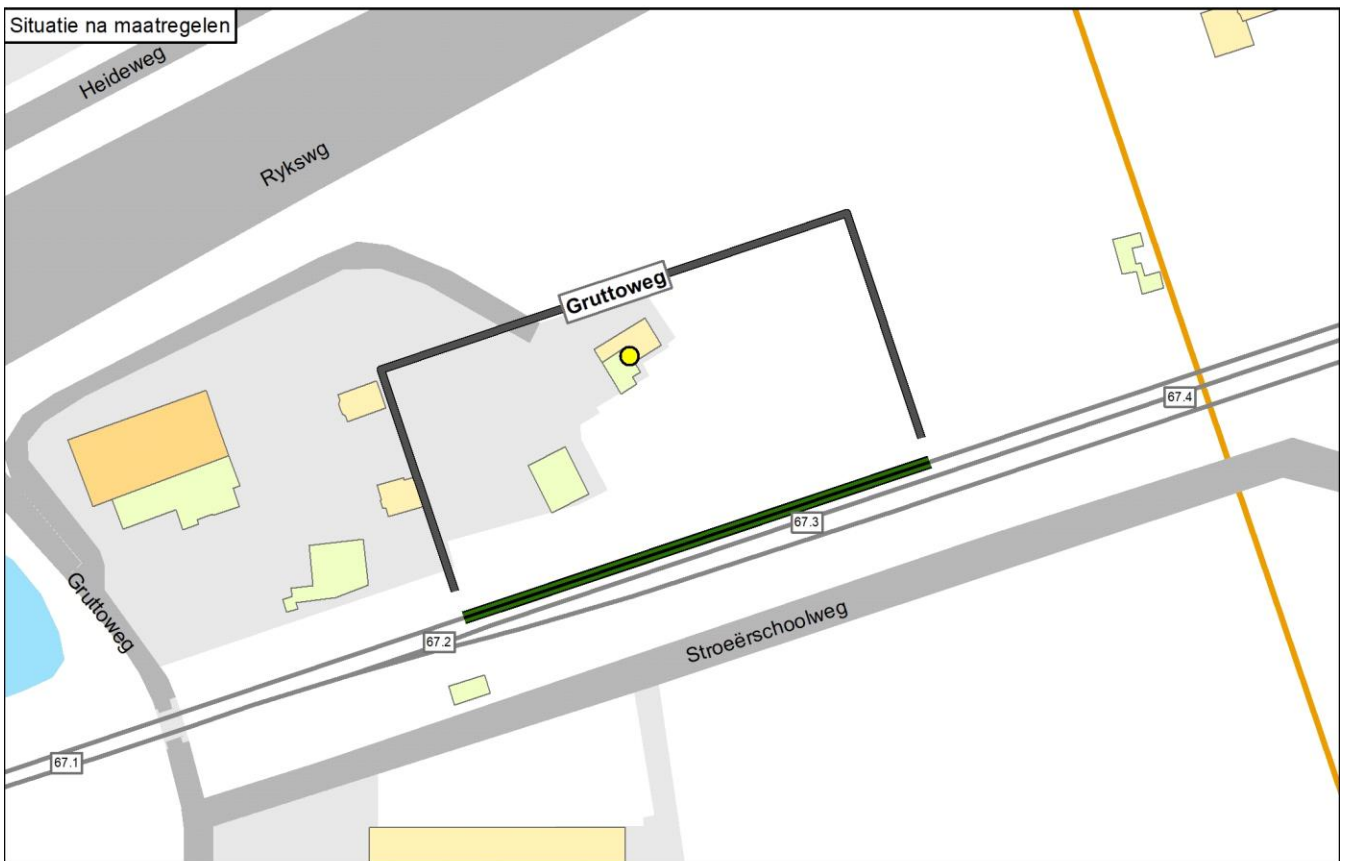 Situatie na maatregelen
Heideweg
Rykswg
Gruttoweg
67.4
67.3
Gruttoweg
67.2
Stroeërschoolweg
67.1